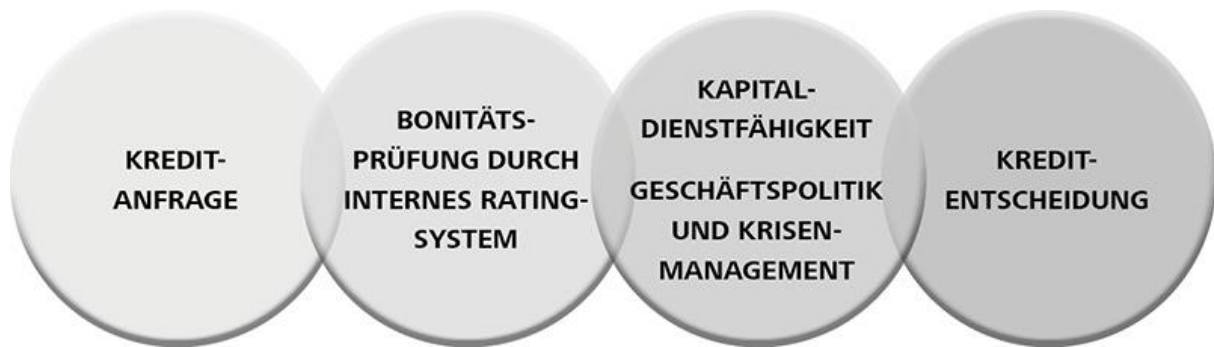 KREDIT-
ANFRAGE
BONITÄTS-
PRÜFUNG DURCH
INTERNES RATING-
SYSTEM
KAPITAL-
DIENSTFÄHIGKEIT
GESCHÄFTSPOLITIK
UND KRISEN-
MANAGEMENT
KREDIT-
ENTSCHEIDUNG